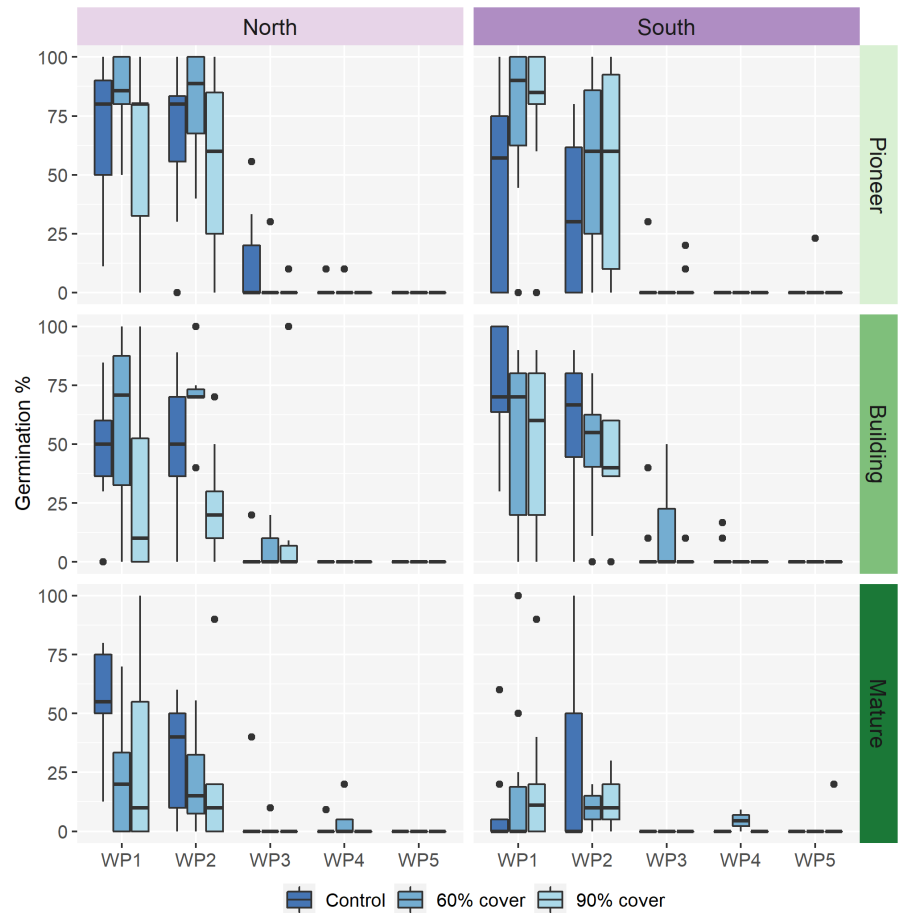 North South
100
75
50
25
0
Pioneer
100
75
50
25
0
Building
Germination %
100
75
50
25
0
Mature
WP1 WP2 WP3 WP4 WP5 WP1 WP2 WP3 WP4 WP5
Control 60% cover 90% cover